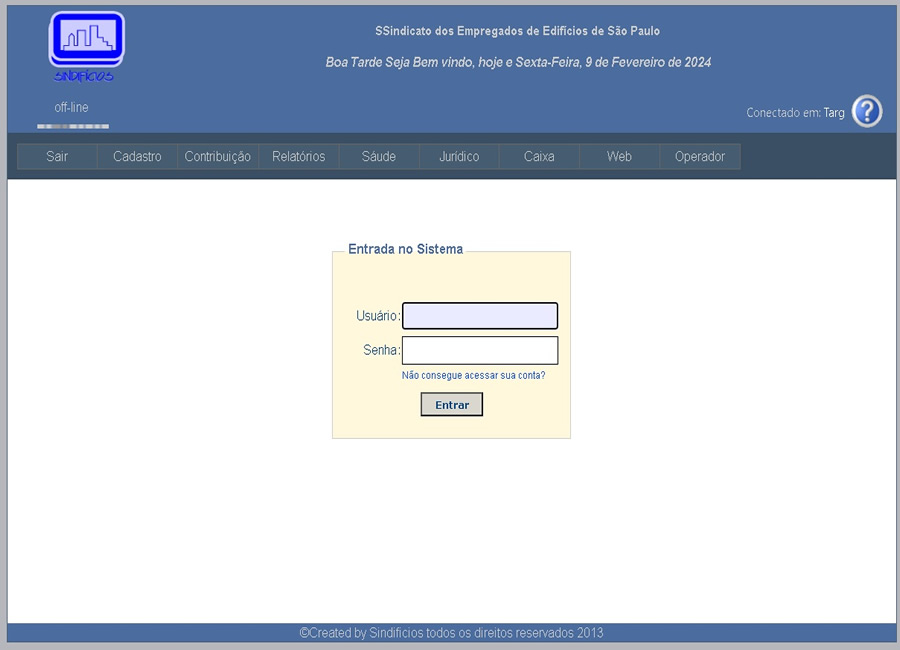 SSindicato dos Empregados de Edifícios de São Paulo
SINDIFÍCIOS
Boa Tarde Seja Bem vindo, hoje e Sexta-Feira, 9 de Fevereiro de 2024
off-line
Conectado em: Targ ?
Sair Cadastro Contribuição Relatórios Sáude Jurídico Caixa Web Operador
Entrada no Sistema
Usuário:
Senha:
Não consegue acessar sua conta?
Entrar
©Created by Sindificios todos os direitos reservados 2013